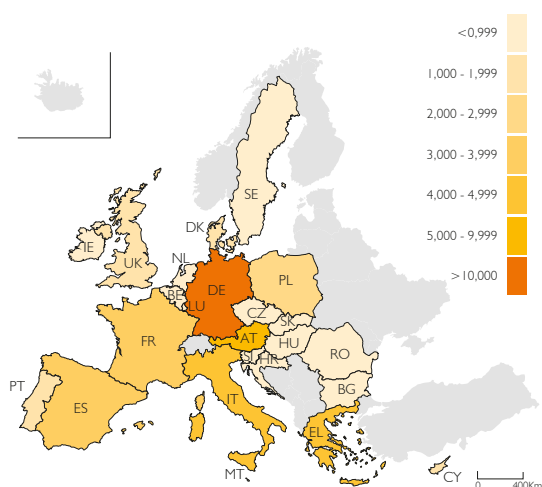 <0,999
1,000 - 1,999
2,000 - 2,999
3,000 - 3,999
4,000 - 4,999
5,000 - 9,999
>10,000
SE
DK
IE
UK
NL
BE
LU
DE
PL
CZ
SK
FR
AT
HU
SI
HR
RO
BG
PT
ES
IT
EL
MT
CY
0 400Km